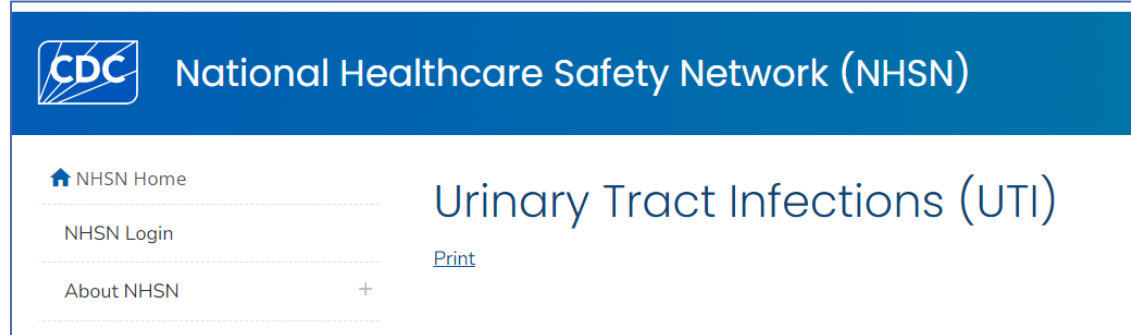 CDC
National Healthcare Safety Network (NHSN)
NHSN Home
NHSN Login
About NHSN +
Urinary Tract Infections (UTI)
Print